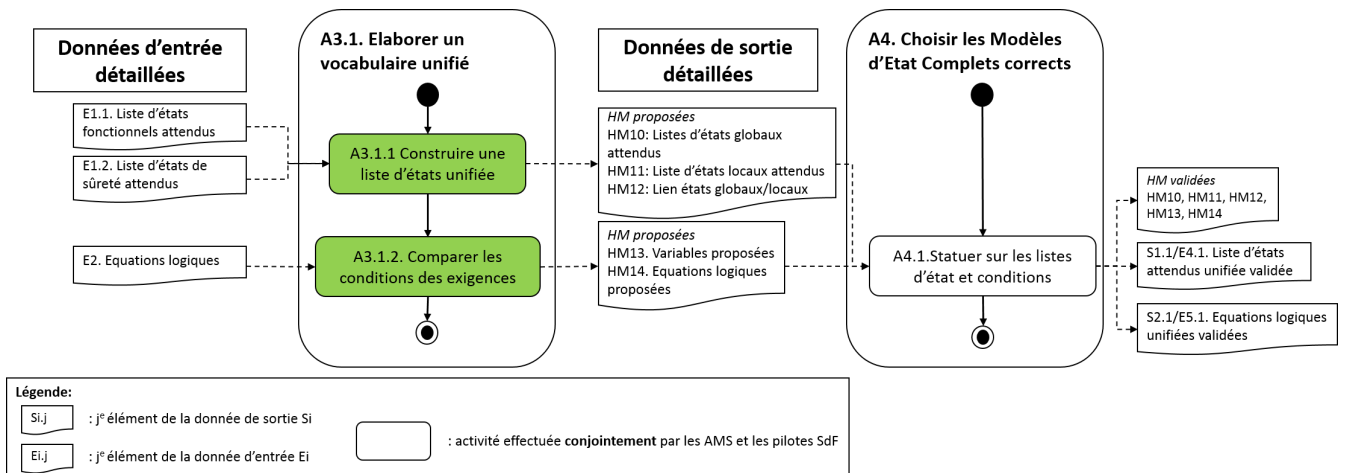 Données d'entrée
détaillées
E1.1. Liste d'états
fonctionnels attendus
E1.2. Liste d'états de
sûreté attendus
E2. Equations logiques
A3.1. Elaborer un
vocabulaire unifié
A3.1.1 Construire une
liste d'états unifiée
A3.1.2. Comparer les
conditions des exigences
Données de sortie
détaillées
HM proposées
HM10: Listes d'états globaux
attendus
HM11: Liste d'états locaux attendus
HM12: Lien états globaux/locaux
HM proposées
HM13. Variables proposées
HM14. Equations logiques
proposées
A4. Choisir les Modèles
d'Etat Complets corrects
A4.1.Statuer sur les listes
d'état et conditions
HM validées
HM10, HM11, HM12,
HM13, HM14
S1.1/E4.1. Liste d'états
attendus unifiée validée
S2.1/E5.1. Equations logiques
unifiées validées
Légende:
Si.j
: jᵉ élément de la donnée de sortie Si
Ei.j
: jᵉ élément de la donnée d'entrée Ei
: activité effectuée conjointement par les AMS et les pilotes SdF